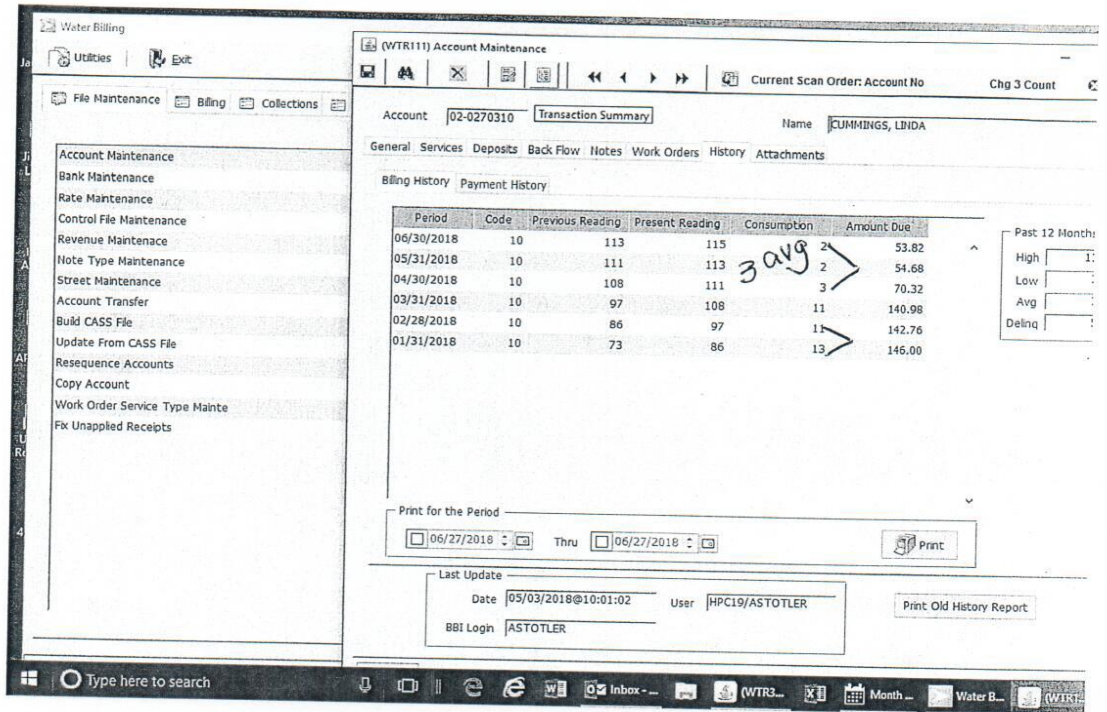 Water Billing
Utilities Exit
File Maintenance Billing Collections
Account Maintenance
Bank Maintenance
Rate Maintenance
Control File Maintenance
Revenue Maintenace
Note Type Maintenance
Street Maintenance
Account Transfer
Build CASS File
Update From CASS File
Resequence Accounts
Copy Account
Work Order Service Type Mainte
Fix Unapplied Receipts
(WTR111) Account Maintenance
Current Scan Order: Account No Chg 3 Count
Account 02-0270310 Transaction Summary Name CUMMINGS, LINDA
General Services Deposits Back Flow Notes Work Orders History Attachments
Billing History Payment History
Period Code Previous Reading Present Reading Consumption Amount Due
06/30/2018 10 113 115 2 53.82
05/31/2018 10 111 113 2 54.68
04/30/2018 10 108 111 3 70.32
03/31/2018 10 97 108 11 140.98
02/28/2018 10 86 97 11 142.76
01/31/2018 10 73 86 13 146.00
3 avg
Past 12 Months
High
Low
Avg
Delinq
Print for the Period
06/27/2018 Thru 06/27/2018 Print
Last Update
Date 05/03/2018@10:01:02 User HPC19/ASTOTLER
BBI Login ASTOTLER
Print Old History Report
Type here to search
Inbox - ... (WTR3... Month ... Water B... (WTR1...